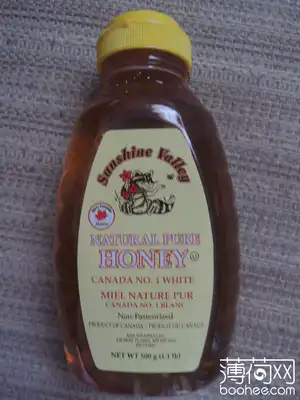 Sunshine Valley
NATURAL PURE
HONEY
CANADA NO. 1 WHITE
MIEL NATURE PUR
CANADA NO. 1 BLANC
Non-Pasteurized
PRODUCT OF CANADA / PRODUIT DU CANADA
NET WT 500 g (1.1 lb)
薄荷网
boohee.com